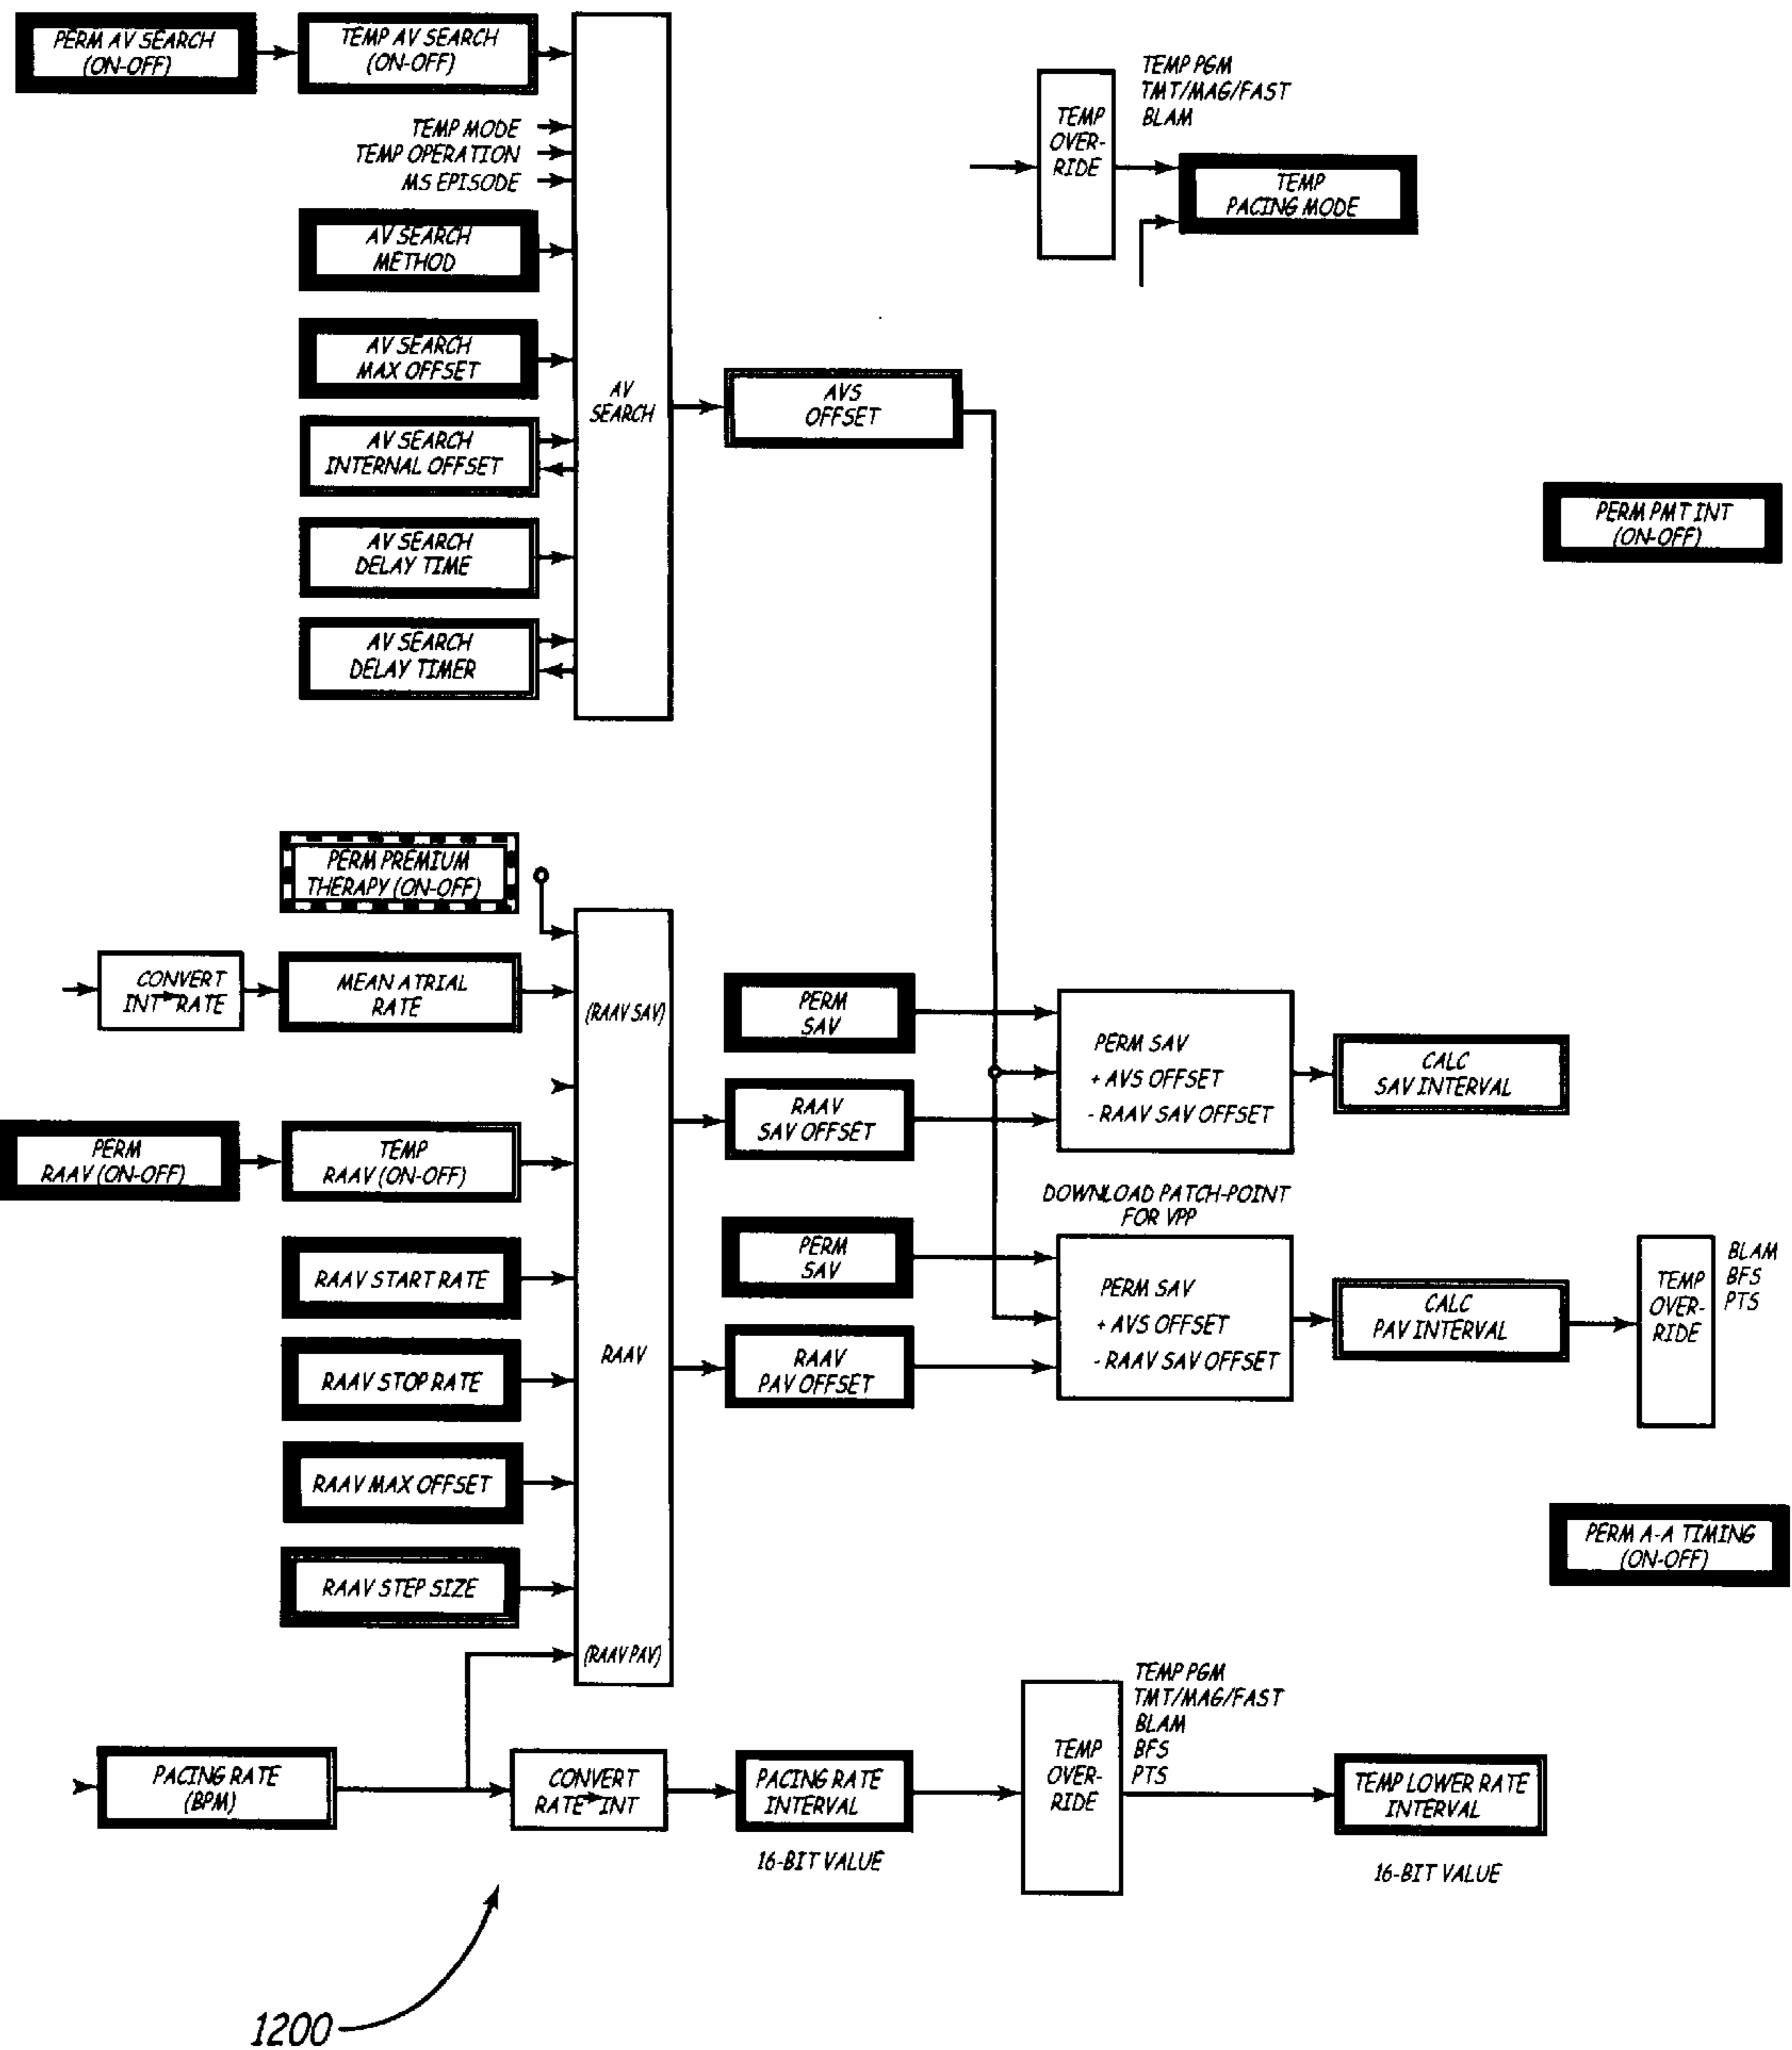 PERM AV SEARCH
(ON-OFF)
TEMP AV SEARCH
(ON-OFF)
TEMP MODE
TEMP OPERATION
MS EPISODE
AV SEARCH
METHOD
AV SEARCH
MAX OFFSET
AV SEARCH
INTERNAL OFFSET
AV SEARCH
DELAY TIME
AV SEARCH
DELAY TIMER
AV
SEARCH
AVS
OFFSET
TEMP
OVER-
RIDE
TEMP PGM
TMT/MAG/FAST
BLAM
TEMP
PACING MODE
PERM PMT INT
(ON-OFF)
PERM PREMIUM
THERAPY (ON-OFF)
CONVERT
INT→RATE
MEAN ATRIAL
RATE
PERM
RAAV (ON-OFF)
TEMP
RAAV (ON-OFF)
RAAV START RATE
RAAV STOP RATE
RAAV MAX OFFSET
RAAV STEP SIZE
(RAAV SAV)
RAAV
(RAAV PAV)
PERM
SAV
RAAV
SAV OFFSET
PERM SAV
+ AVS OFFSET
- RAAV SAV OFFSET
CALC
SAV INTERVAL
DOWNLOAD PATCH-POINT
FOR VPP
PERM
SAV
RAAV
PAV OFFSET
PERM SAV
+ AVS OFFSET
- RAAV SAV OFFSET
CALC
PAV INTERVAL
TEMP
OVER-
RIDE
BLAM
BFS
PTS
PERM A-A TIMING
(ON-OFF)
PACING RATE
(BPM)
CONVERT
RATE→INT
PACING RATE
INTERVAL
16-BIT VALUE
TEMP
OVER-
RIDE
TEMP PGM
TMT/MAG/FAST
BLAM
BFS
PTS
TEMP LOWER RATE
INTERVAL
16-BIT VALUE
1200